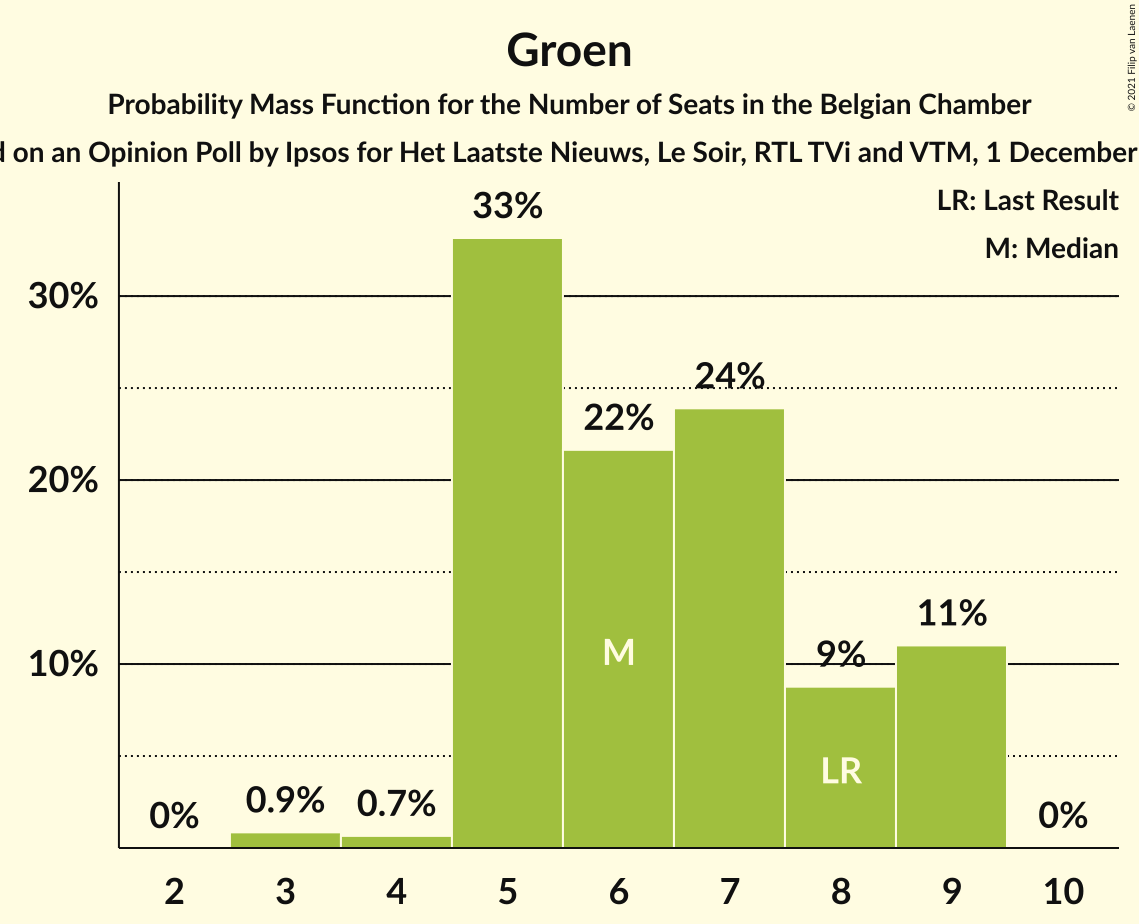 Groen
Probability Mass Function for the Number of Seats in the Belgian Chamber
on an Opinion Poll by Ipsos for Het Laatste Nieuws, Le Soir, RTL TVi and VTM, 1 December
© 2021 Filip van Laenen
LR: Last Result
M: Median
33%
30%
24%
22%
20%
11%
M
10%
9%
LR
0%
0.9%
0.7%
0%
2 3 4 5 6 7 8 9 10